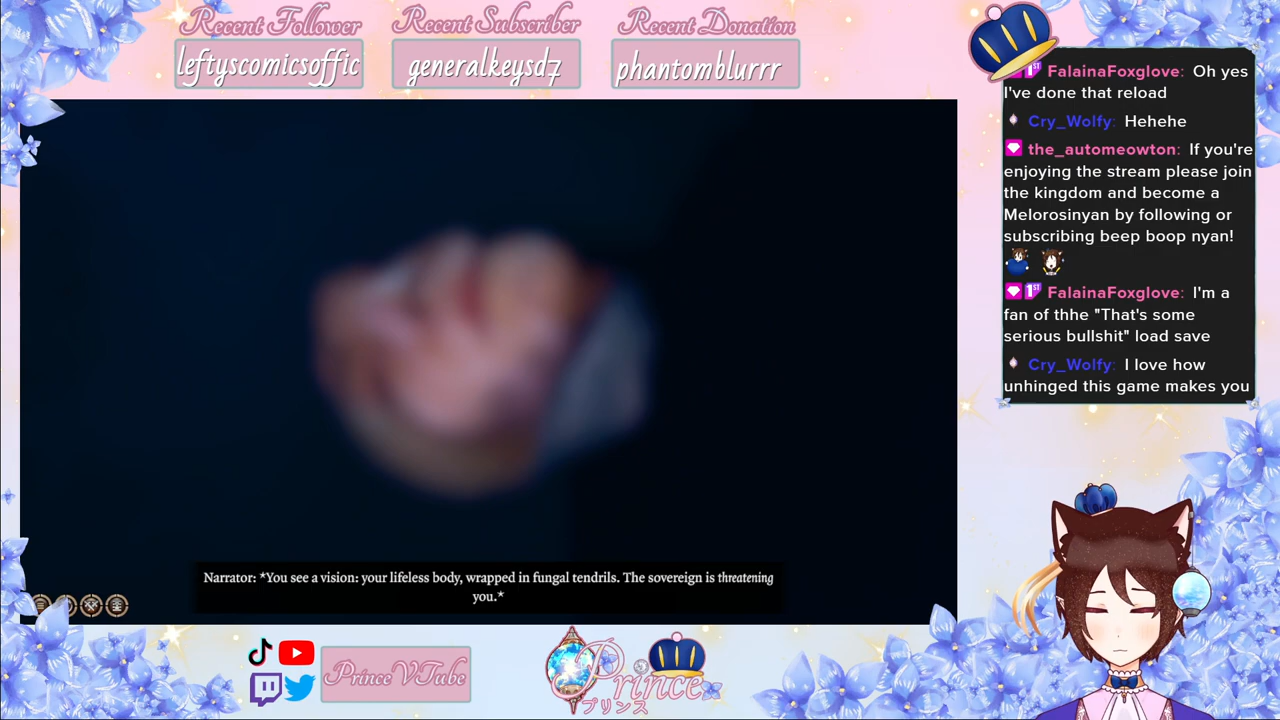 Recent Follower
leftyscomicsoffic
Recent Subscriber
generalkeysd7
Recent Donation
phantomblurrr
1ST FalainaFoxglove: Oh yes
I've done that reload
Cry_Wolfy: Hehehe
the_automeowton: If you're
enjoying the stream please join
the kingdom and become a
Melorosinyan by following or
subscribing beep boop nyan!
1ST FalainaFoxglove: I'm a
fan of thhe "That's some
serious bullshit" load save
Cry_Wolfy: I love how
unhinged this game makes you
Narrator: *You see a vision: your lifeless body, wrapped in fungal tendrils. The sovereign is threatening
you.*
Prince VTube
Prince
プリンス